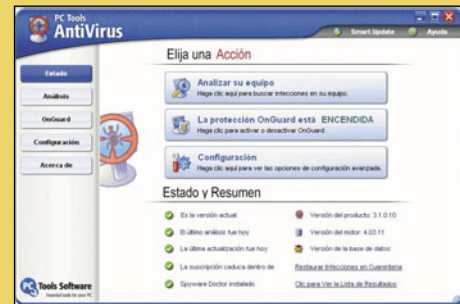 PC Tools
AntiVirus
Smart Update
Ayuda
Estado
Análisis
OnGuard
Configuración
Acerca de
Elija una Acción
Analizar su equipo
Haga clic aquí para buscar infecciones en su equipo.
La protección OnGuard está ENCENDIDA
Haga clic para activar o desactivar OnGuard.
Configuración
Haga clic aquí para ver las opciones de configuración avanzada.
Estado y Resumen
Es la versión actual
Versión del producto: 3.1.0.10
El último análisis fue hoy
Versión del motor: 4.03.11
La última actualización fue hoy
Versión de la base de datos:
La suscripción caduca dentro de
Restaurar Infecciones en Cuarentena
Spyware Doctor instalado
Clic para Ver la Lista de Resultados
PC Tools Software
Essential tools for your PC